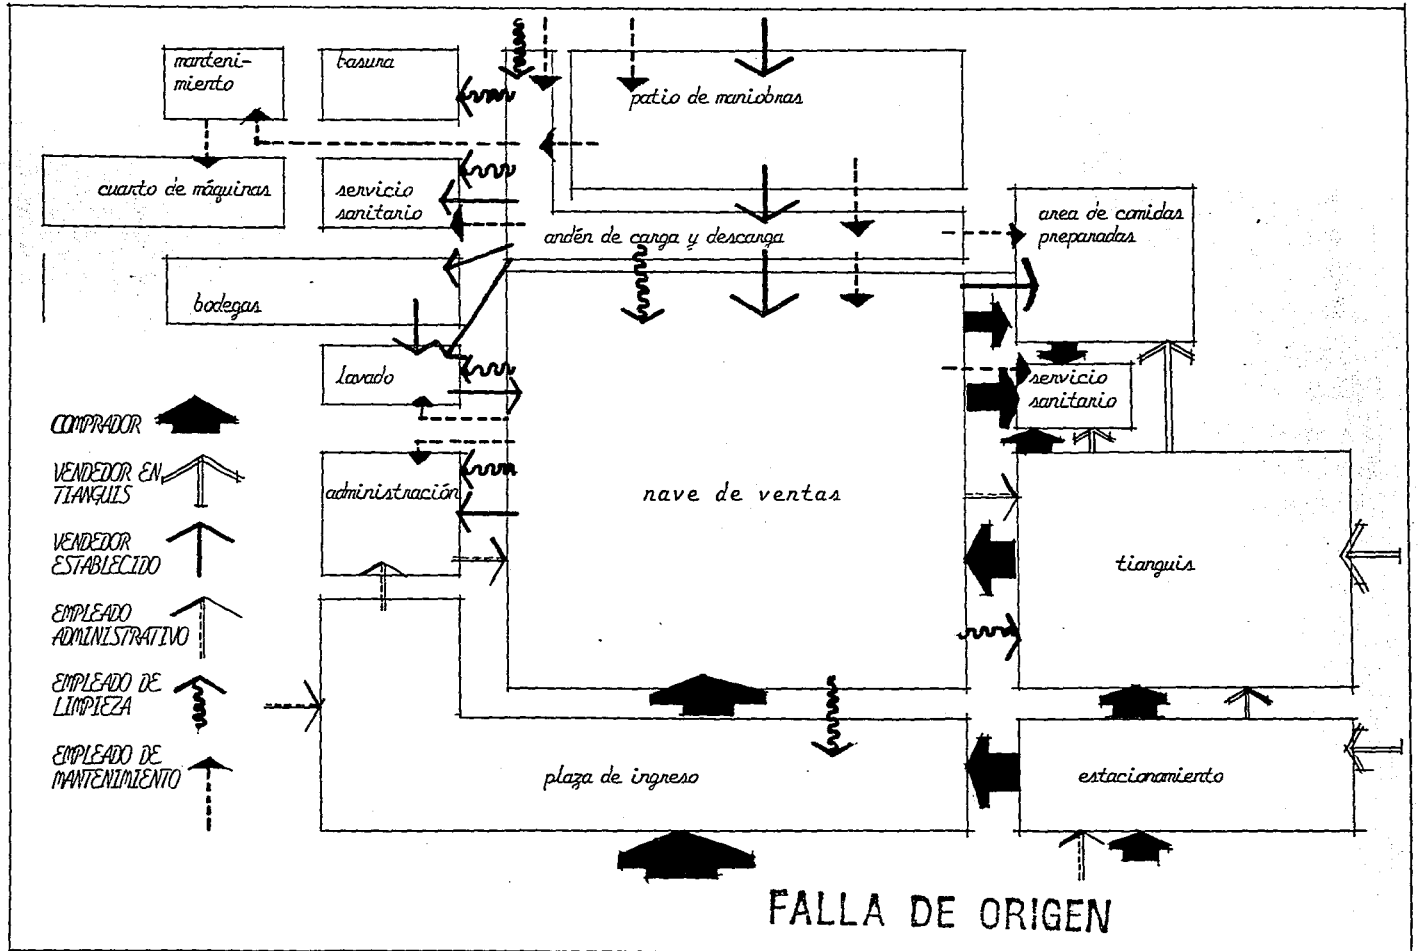 manteni-
miento
basura
patio de maniobras
cuarto de máquinas
servicio
sanitario
area de comidas
preparadas
andén de carga y descarga
bodegas
lavado
servicio
sanitario
COMPRADOR
VENDEDOR EN
TIANGUIS
administración
nave de ventas
VENDEDOR
ESTABLECIDO
tianguis
EMPLEADO
ADMINISTRATIVO
EMPLEADO DE
LIMPIEZA
EMPLEADO DE
MANTENIMIENTO
plaza de ingreso
estacionamiento
FALLA DE ORIGEN